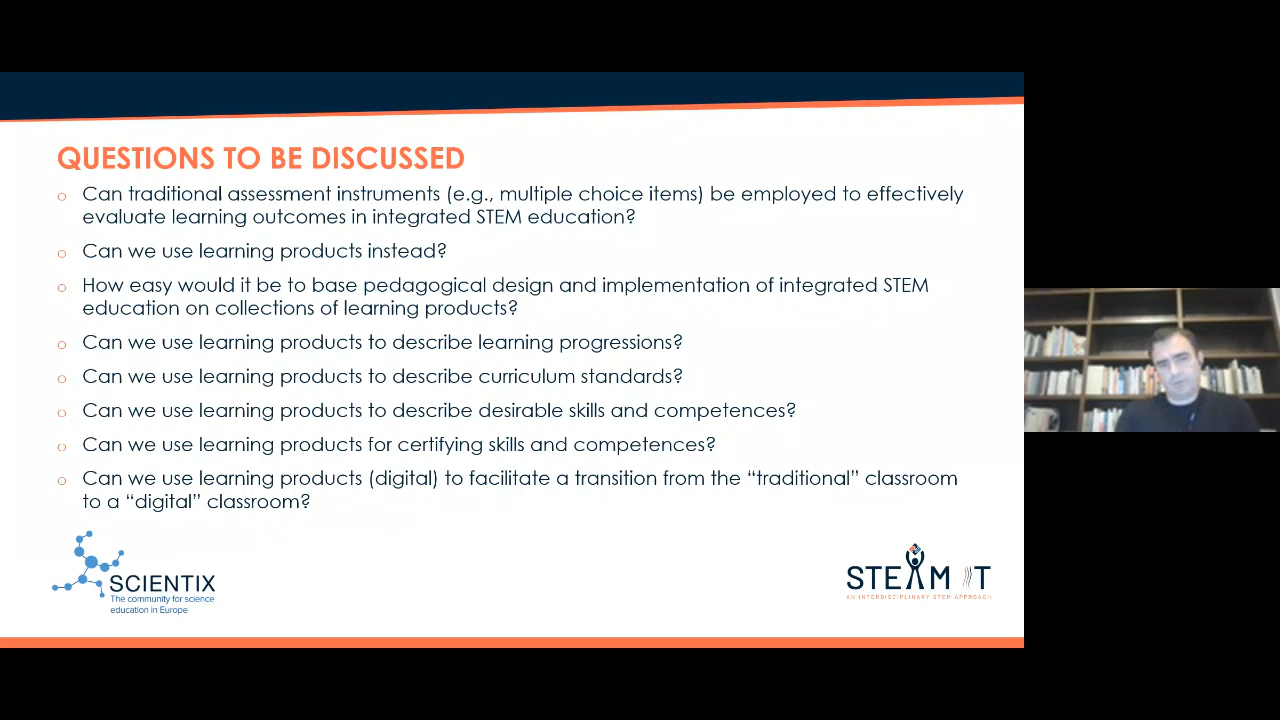 QUESTIONS TO BE DISCUSSED
o Can traditional assessment instruments (e.g., multiple choice items) be employed to effectively
evaluate learning outcomes in integrated STEM education?
o Can we use learning products instead?
o How easy would it be to base pedagogical design and implementation of integrated STEM
education on collections of learning products?
o Can we use learning products to describe learning progressions?
o Can we use learning products to describe curriculum standards?
o Can we use learning products to describe desirable skills and competences?
o Can we use learning products for certifying skills and competences?
o Can we use learning products (digital) to facilitate a transition from the “traditional” classroom
to a “digital” classroom?
SCIENTIX
The community for science
education in Europe
STEAM IT
AN INTERDISCIPLINARY STEM APPROACH